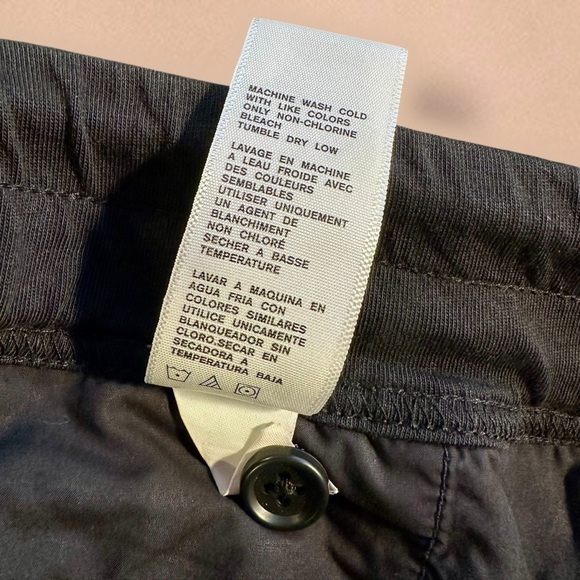 MACHINE WASH COLD
WITH LIKE COLORS
ONLY NON-CHLORINE
BLEACH
TUMBLE DRY LOW
LAVAGE EN MACHINE
A LEAU FROIDE AVEC
DES COULEURS
SEMBLABLES
UTILISER UNIQUEMENT
UN AGENT DE
BLANCHIMENT
NON CHLORÉ
SECHER A BASSE
TEMPERATURE
LAVAR A MAQUINA EN
AGUA FRIA CON
COLORES SIMILARES
UTILICE UNICAMENTE
BLANQUEADOR SIN
CLORO.SECAR EN
SECADORA A
TEMPERATURA BAJA